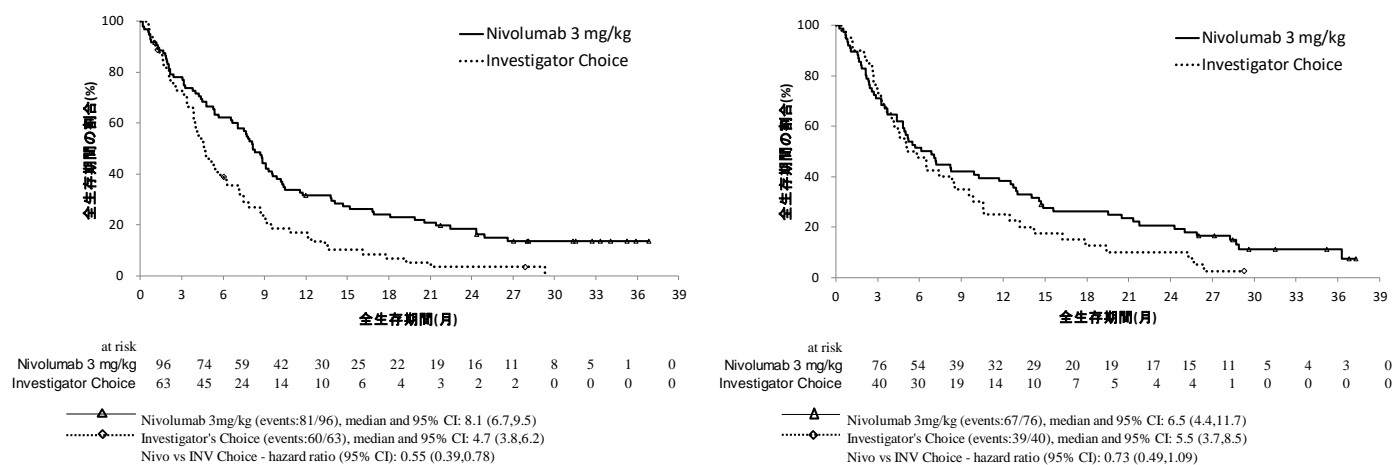 100
80
60
40
20
0
全生存期間の割合(%)
Nivolumab 3 mg/kg
Investigator Choice
0 3 6 9 12 15 18 21 24 27 30 33 36 39
全生存期間(月)
at risk
Nivolumab 3 mg/kg 96 74 59 42 30 25 22 19 16 11 8 5 1 0
Investigator Choice 63 45 24 14 10 6 4 3 2 2 0 0 0 0
Nivolumab 3mg/kg (events:81/96), median and 95% CI: 8.1 (6.7,9.5)
Investigator's Choice (events:60/63), median and 95% CI: 4.7 (3.8,6.2)
Nivo vs INV Choice - hazard ratio (95% CI): 0.55 (0.39,0.78)
100
80
60
40
20
0
全生存期間の割合(%)
Nivolumab 3 mg/kg
Investigator Choice
0 3 6 9 12 15 18 21 24 27 30 33 36 39
全生存期間(月)
at risk
Nivolumab 3 mg/kg 76 54 39 32 29 20 19 17 15 11 5 4 3 0
Investigator Choice 40 30 19 14 10 7 5 4 4 1 0 0 0 0
Nivolumab 3mg/kg (events:67/76), median and 95% CI: 6.5 (4.4,11.7)
Investigator's Choice (events:39/40), median and 95% CI: 5.5 (3.7,8.5)
Nivo vs INV Choice - hazard ratio (95% CI): 0.73 (0.49,1.09)